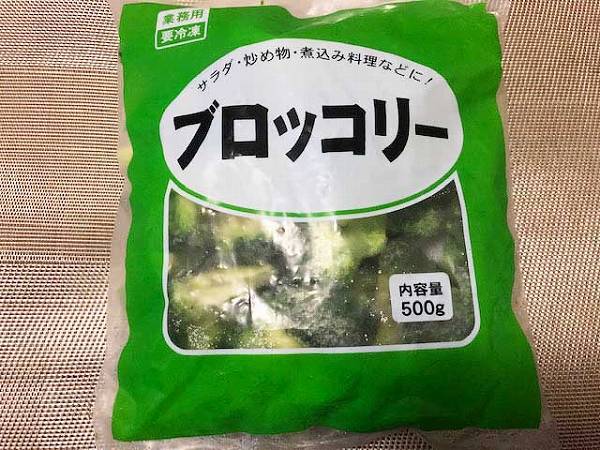 業務用
要冷凍
サラダ・炒め物・煮込み料理などに!
ブロッコリー
内容量
500g